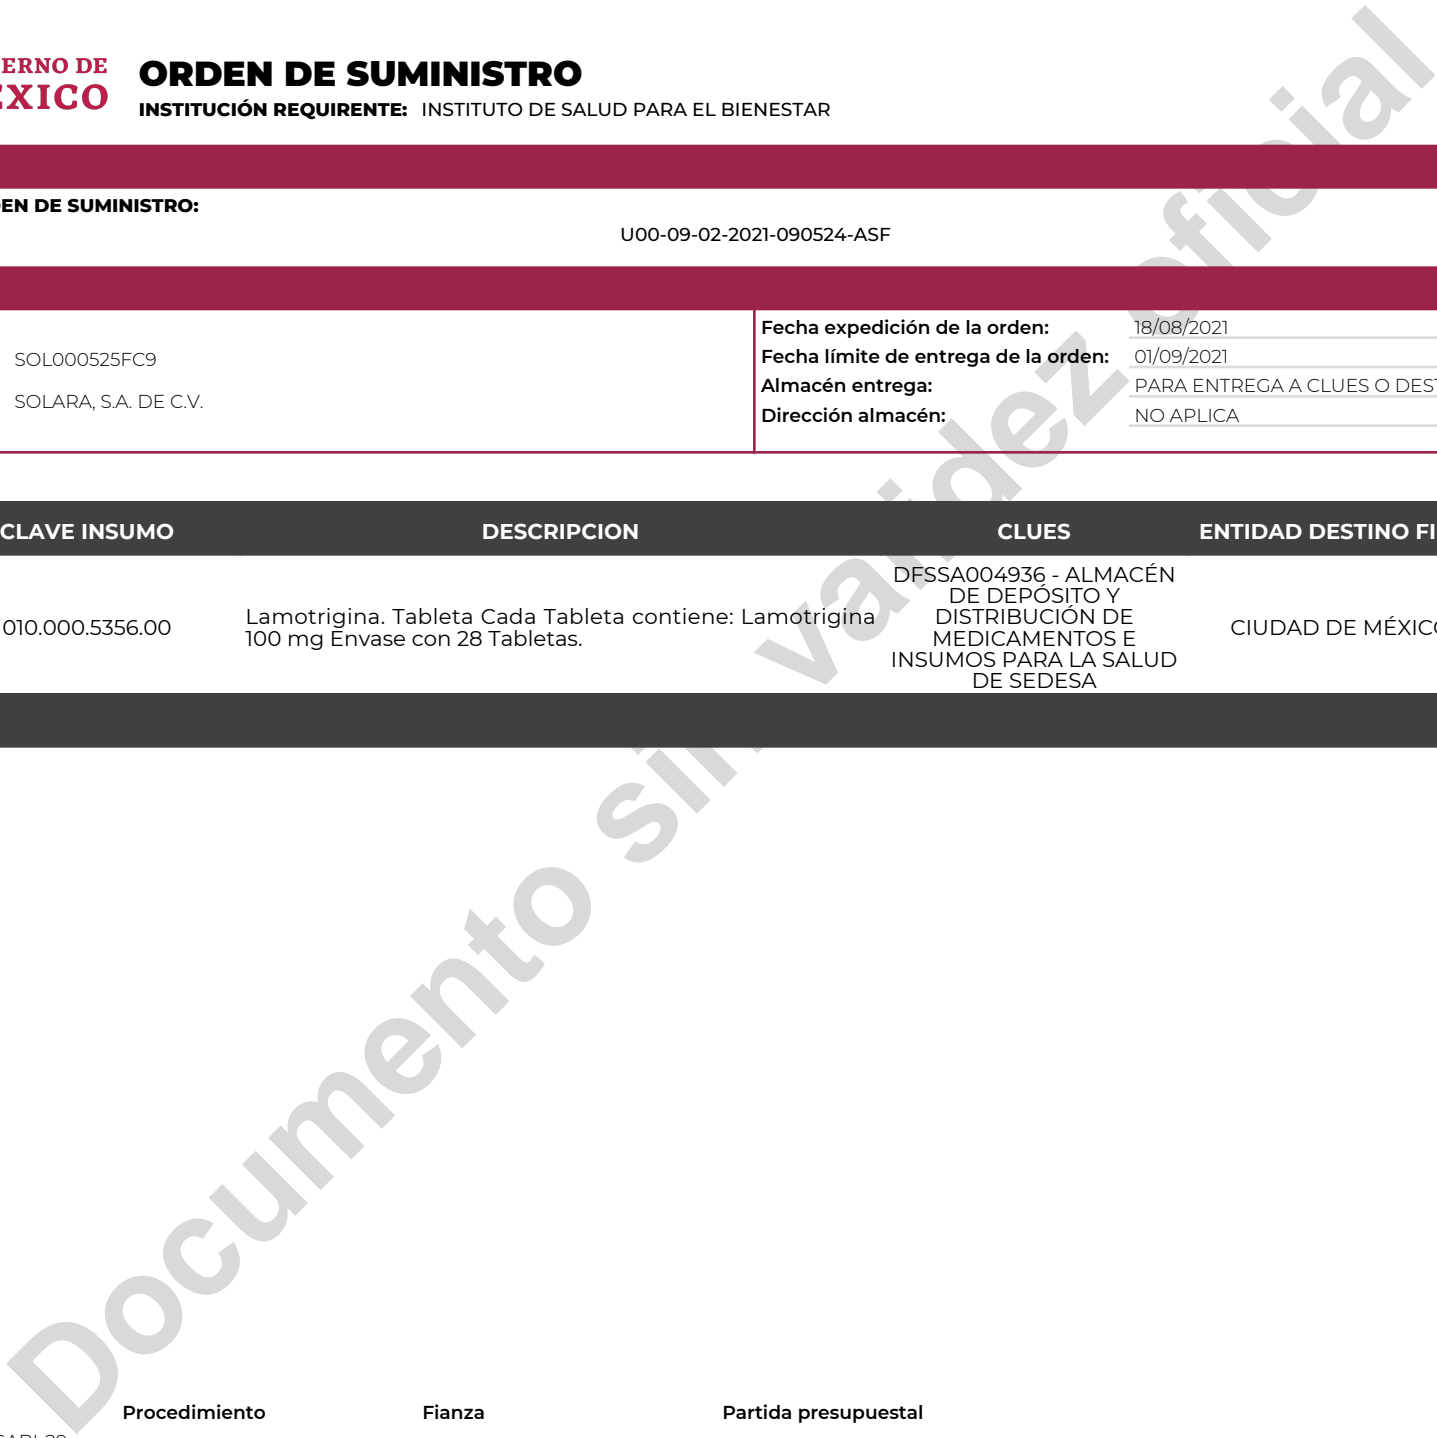 ERNO DE
ÉXICO
ORDEN DE SUMINISTRO
INSTITUCIÓN REQUIRENTE: INSTITUTO DE SALUD PARA EL BIENESTAR
EN DE SUMINISTRO:
U00-09-02-2021-090524-ASF
SOL000525FC9
SOLARA, S.A. DE C.V.
Fecha expedición de la orden: 18/08/2021
Fecha límite de entrega de la orden: 01/09/2021
Almacén entrega: PARA ENTREGA A CLUES O DEST
Dirección almacén: NO APLICA
CLAVE INSUMO DESCRIPCION CLUES ENTIDAD DESTINO FI
010.000.5356.00
Lamotrigina. Tableta Cada Tableta contiene: Lamotrigina
100 mg Envase con 28 Tabletas.
DFSSA004936 - ALMACÉN
DE DEPÓSITO Y
DISTRIBUCIÓN DE
MEDICAMENTOS E
INSUMOS PARA LA SALUD
DE SEDESA
CIUDAD DE MÉXICO
Documento sin validez oficial
Procedimiento Fianza Partida presupuestal